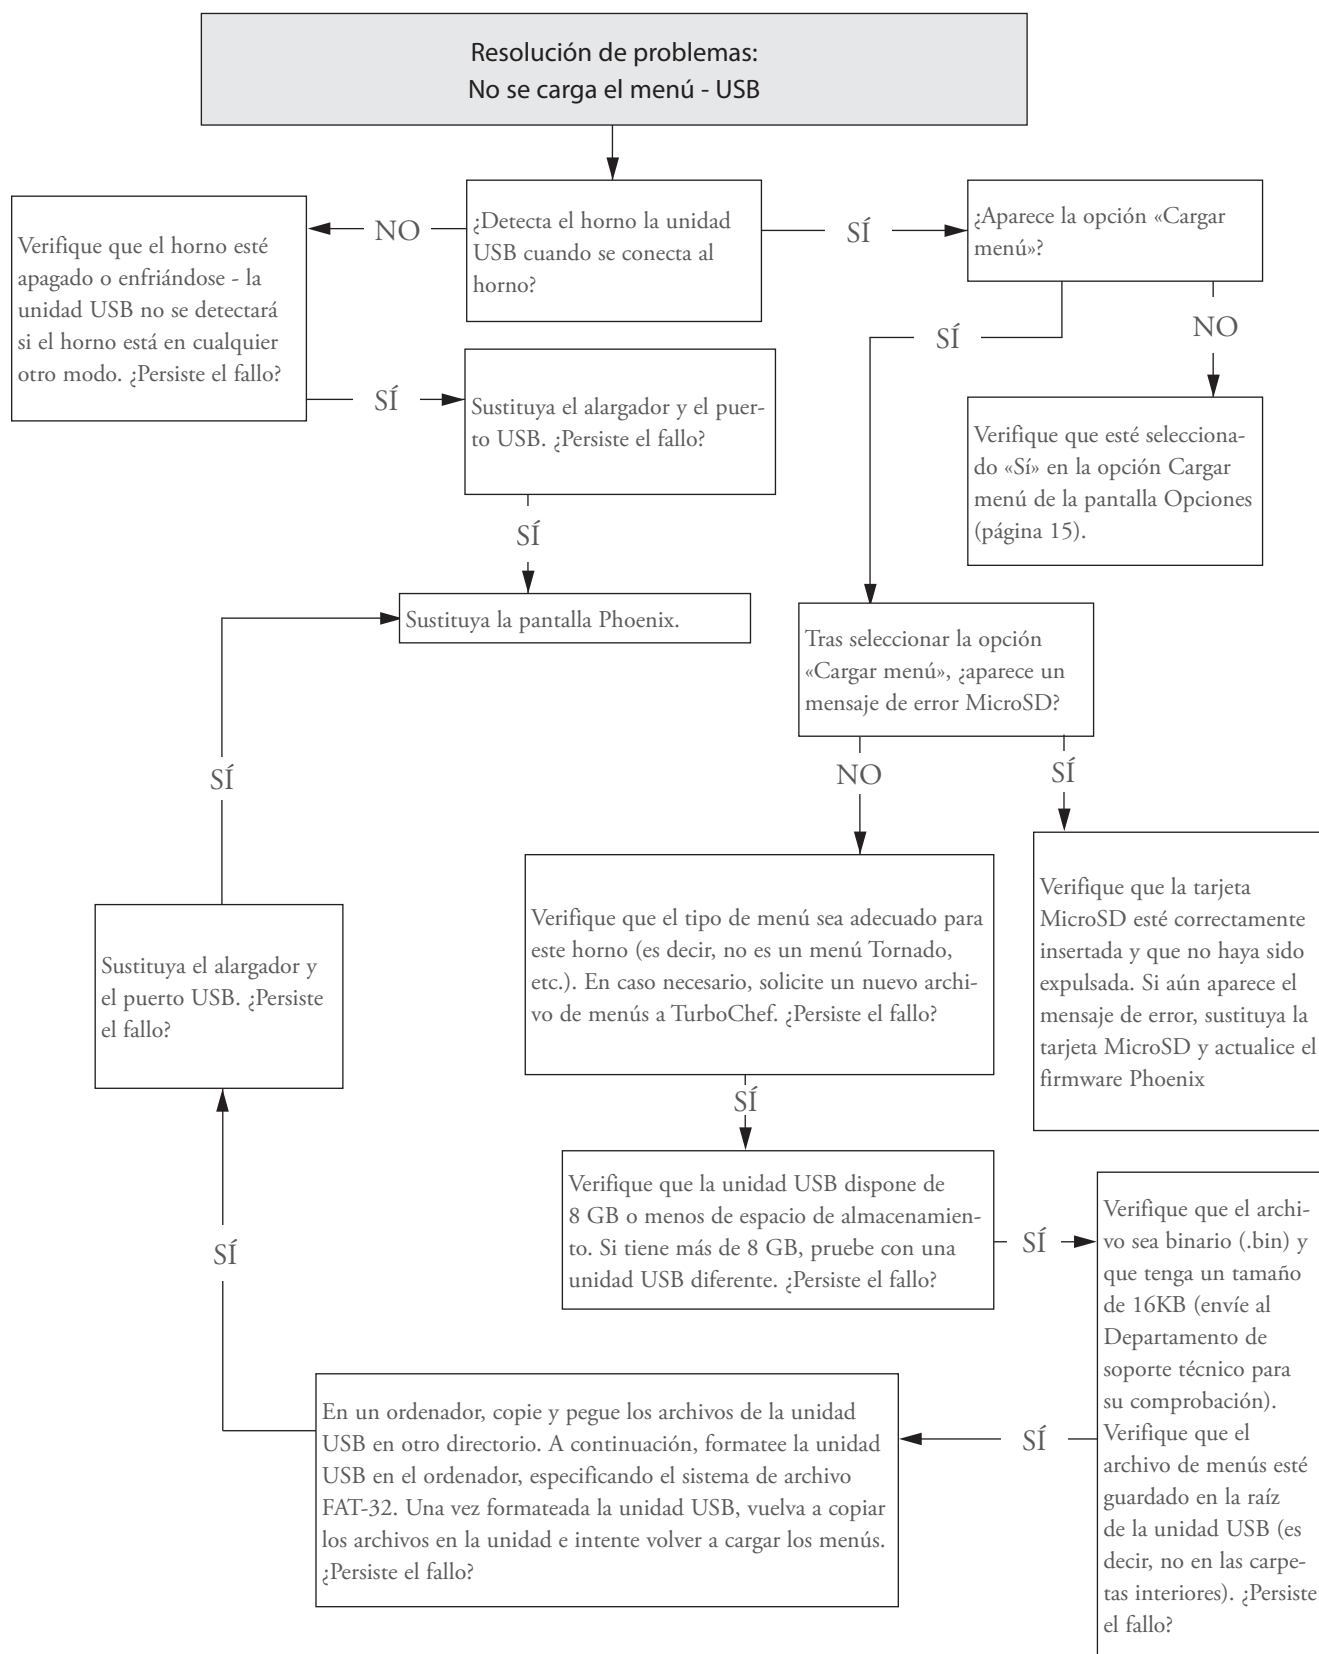 Resolución de problemas:
No se carga el menú - USB
¿Detecta el horno la unidad
USB cuando se conecta al
horno?
NO
Verifique que el horno esté
apagado o enfriándose - la
unidad USB no se detectará
si el horno está en cualquier
otro modo. ¿Persiste el fallo?
SÍ
Sustituya el alargador y el puer-
to USB. ¿Persiste el fallo?
SÍ
Sustituya la pantalla Phoenix.
SÍ
¿Aparece la opción «Cargar
menú»?
NO
Verifique que esté selecciona-
do «Sí» en la opción Cargar
menú de la pantalla Opciones
(página 15).
SÍ
Tras seleccionar la opción
«Cargar menú», ¿aparece un
mensaje de error MicroSD?
SÍ
Verifique que la tarjeta
MicroSD esté correctamente
insertada y que no haya sido
expulsada. Si aún aparece el
mensaje de error, sustituya la
tarjeta MicroSD y actualice el
firmware Phoenix
NO
Verifique que el tipo de menú sea adecuado para
este horno (es decir, no es un menú Tornado,
etc.). En caso necesario, solicite un nuevo archi-
vo de menús a TurboChef. ¿Persiste el fallo?
SÍ
Verifique que la unidad USB dispone de
8 GB o menos de espacio de almacenamien-
to. Si tiene más de 8 GB, pruebe con una
unidad USB diferente. ¿Persiste el fallo?
SÍ
Verifique que el archi-
vo sea binario (.bin) y
que tenga un tamaño
de 16KB (envíe al
Departamento de
soporte técnico para
su comprobación).
Verifique que el
archivo de menús esté
guardado en la raíz
de la unidad USB (es
decir, no en las carpe-
tas interiores). ¿Persiste
el fallo?
SÍ
En un ordenador, copie y pegue los archivos de la unidad
USB en otro directorio. A continuación, formatee la unidad
USB en el ordenador, especificando el sistema de archivo
FAT-32. Una vez formateada la unidad USB, vuelva a copiar
los archivos en la unidad e intente volver a cargar los menús.
¿Persiste el fallo?
SÍ
Sustituya el alargador y
el puerto USB. ¿Persiste
el fallo?
SÍ